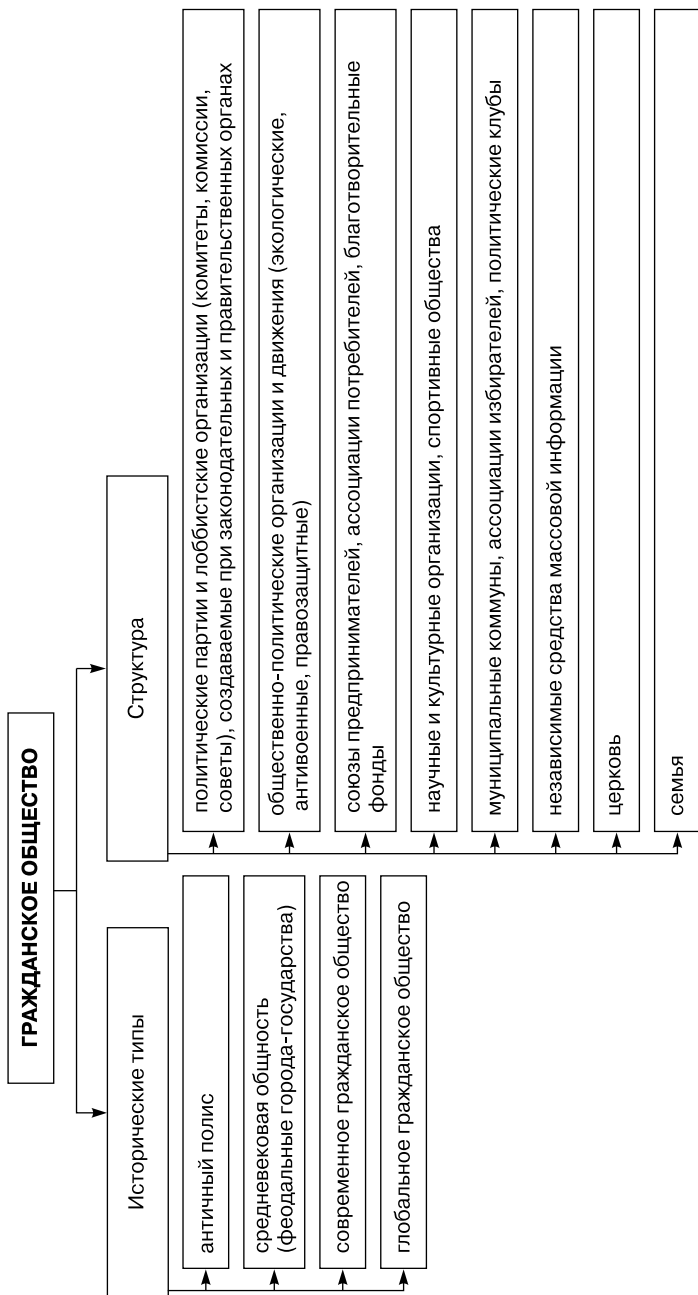 ГРАЖДАНСКОЕ ОБЩЕСТВО
Исторические типы
античный полис
средневековая общность
(феодальные города-государства)
современное гражданское общество
глобальное гражданское общество
Структура
политические партии и лоббистские организации (комитеты, комиссии,
советы), создаваемые при законодательных и правительственных органах
общественно-политические организации и движения (экологические,
антивоенные, правозащитные)
союзы предпринимателей, ассоциации потребителей, благотворительные
фонды
научные и культурные организации, спортивные общества
муниципальные коммуны, ассоциации избирателей, политические клубы
независимые средства массовой информации
церковь
семья